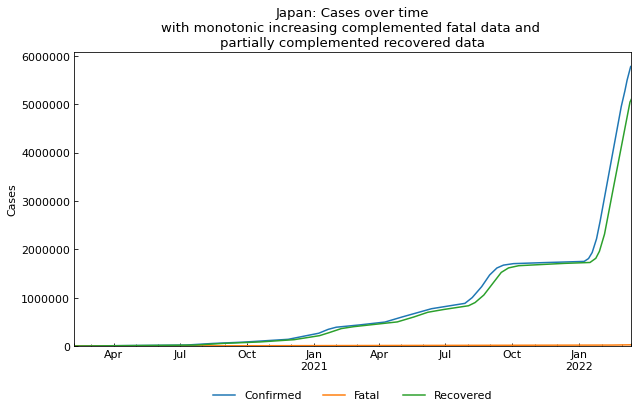 Japan: Cases over time
with monotonic increasing complemented fatal data and
partially complemented recovered data
6000000
5000000
4000000
3000000
2000000
1000000
0
Cases
Apr Jul Oct Jan Apr Jul Oct Jan
2021 2022
Confirmed Fatal Recovered